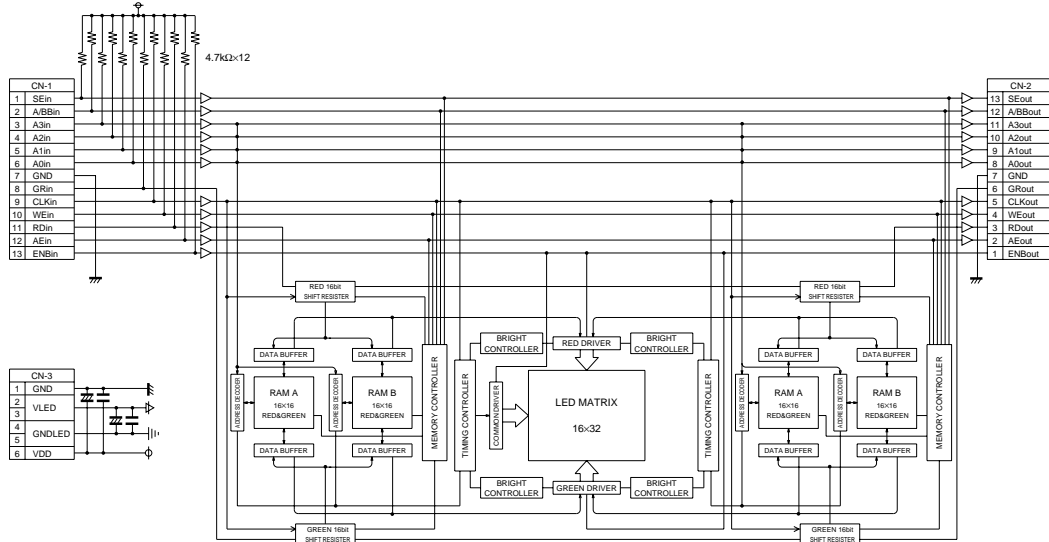 4.7kΩ×12
CN-1
1 SEin
2 A/BBin
3 A3in
4 A2in
5 A1in
6 A0in
7 GND
8 GRin
9 CLKin
10 WEin
11 RDin
12 AEin
13 ENBin
CN-2
13 SEout
12 A/BBout
11 A3out
10 A2out
9 A1out
8 A0out
7 GND
6 GRout
5 CLKout
4 WEout
3 RDout
2 AEout
1 ENBout
CN-3
1 GND
2
VLED
3
4
GNDLED
5
6 VDD
RED 16bit
SHIFT RESISTER
DATA BUFFER
DATA BUFFER
ADDRESS DECODER
RAM A
16×16
RED&GREEN
ADDRESS DECODER
RAM B
16×16
RED&GREEN
DATA BUFFER
DATA BUFFER
GREEN 16bit
SHIFT RESISTER
MEMORY CONTROLLER
TIMING CONTROLLER
BRIGHT
CONTROLLER
RED DRIVER
BRIGHT
CONTROLLER
COMMON DRIVER
LED MATRIX
16×32
BRIGHT
CONTROLLER
GREEN DRIVER
BRIGHT
CONTROLLER
TIMING CONTROLLER
RED 16bit
SHIFT RESISTER
DATA BUFFER
DATA BUFFER
ADDRESS DECODER
RAM A
16×16
RED&GREEN
ADDRESS DECODER
RAM B
16×16
RED&GREEN
DATA BUFFER
DATA BUFFER
GREEN 16bit
SHIFT RESISTER
MEMORY CONTROLLER